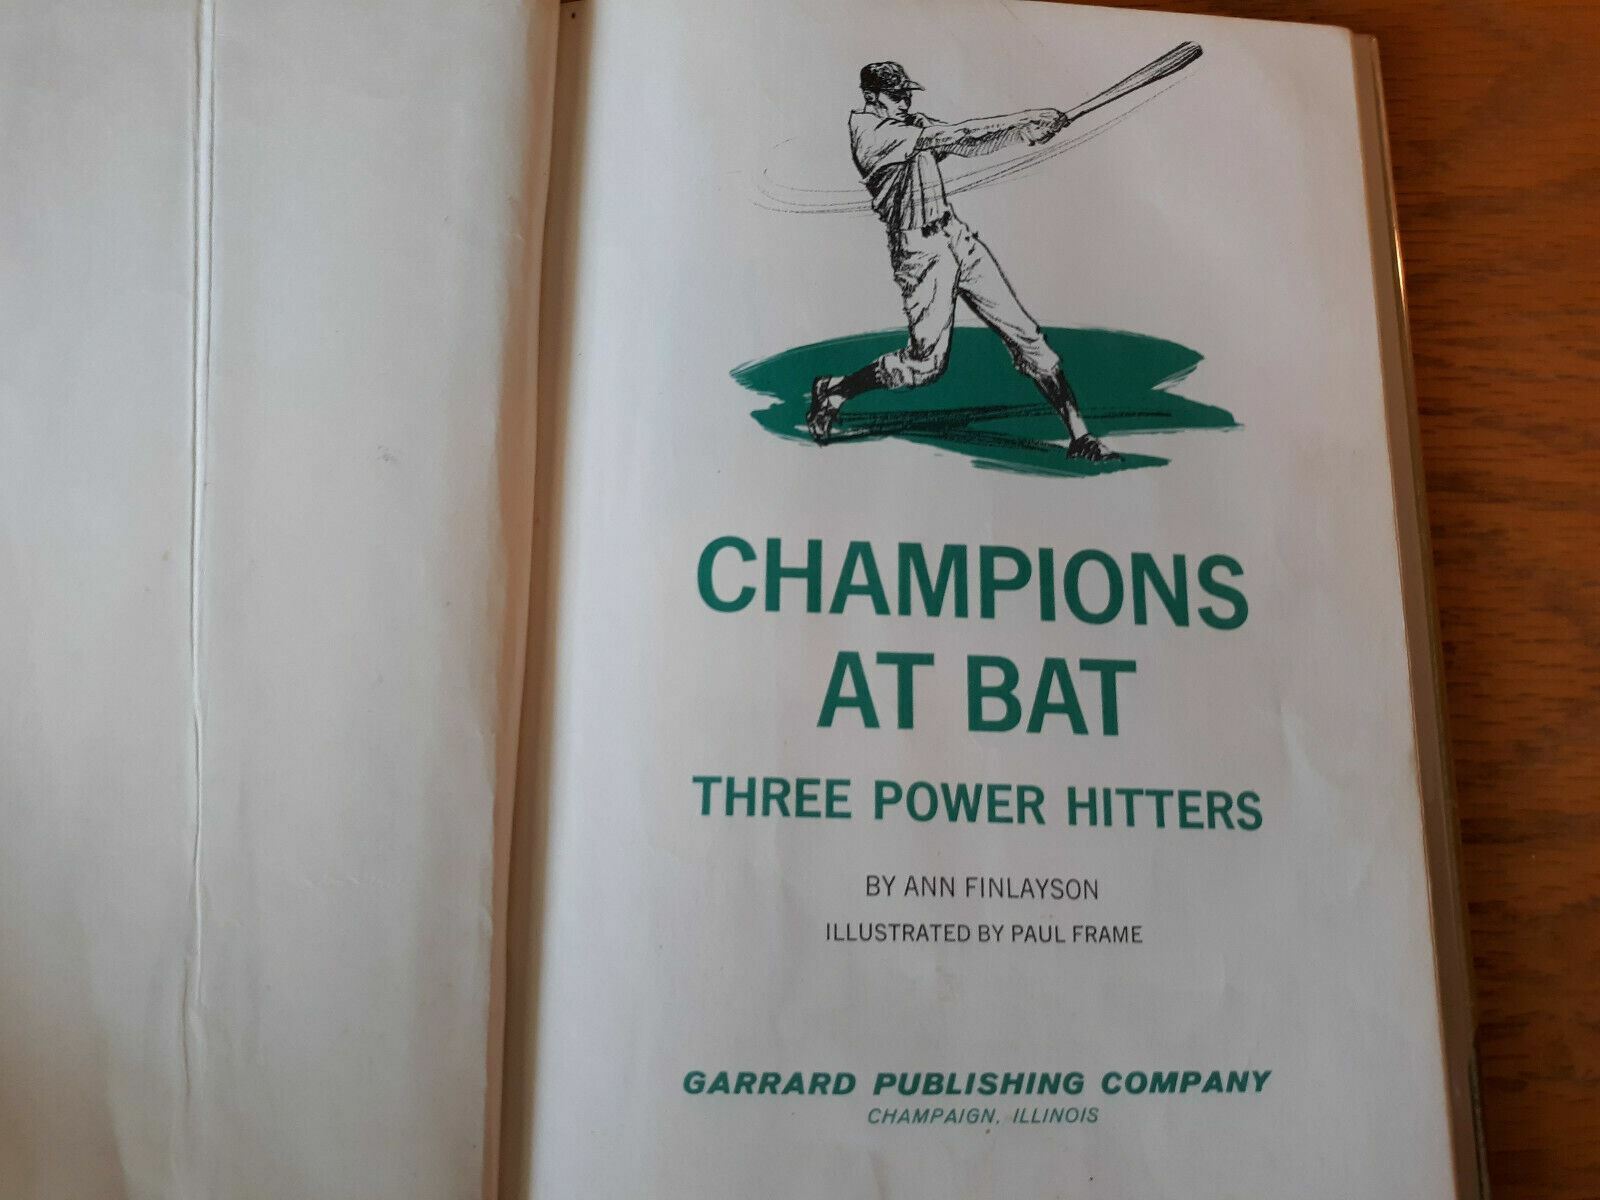 CHAMPIONS
AT BAT
THREE POWER HITTERS
BY ANN FINLAYSON
ILLUSTRATED BY PAUL FRAME
GARRARD PUBLISHING COMPANY
CHAMPAIGN, ILLINOIS